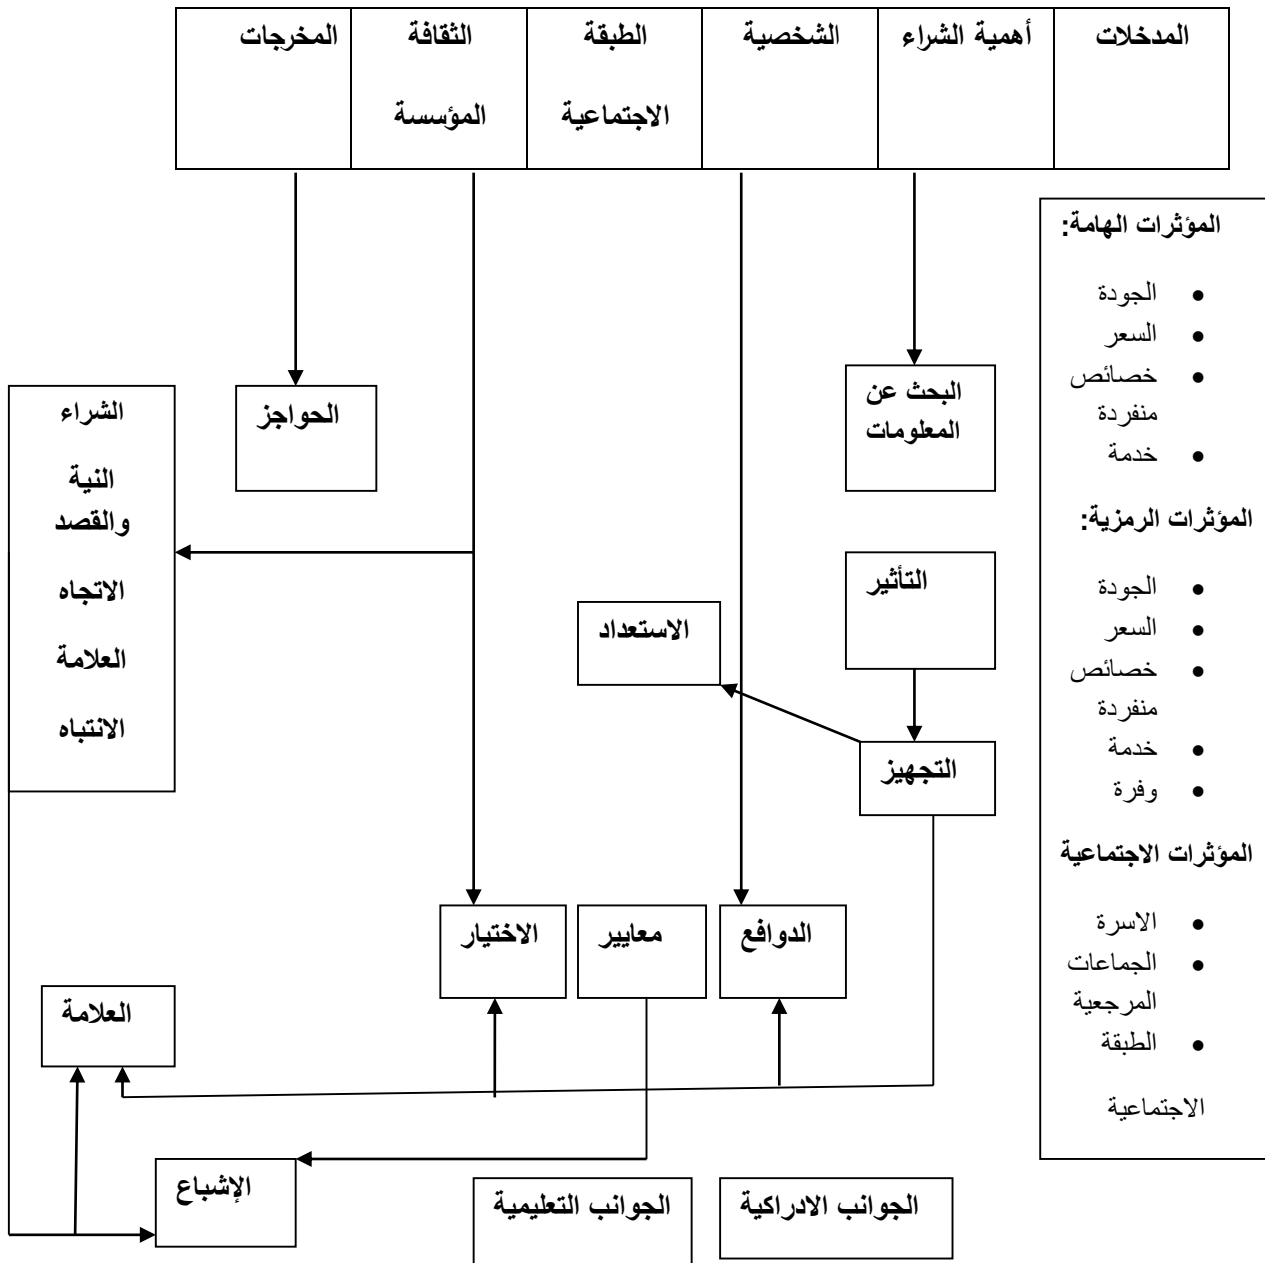 المدخلات
أهمية الشراء
الشخصية
الطبقة
الاجتماعية
الثقافة
المؤسسة
المخرجات
المؤثرات الهامة:
• الجودة
• السعر
• خصائص
منفردة
• خدمة
المؤثرات الرمزية:
• الجودة
• السعر
• خصائص
منفردة
• خدمة
• وفرة
المؤثرات الاجتماعية
• الاسرة
• الجماعات
المرجعية
• الطبقة
الاجتماعية
البحث عن
المعلومات
الحواجز
الشراء
النية
والقصد
الاتجاه
العلامة
الانتباه
التأثير
الاستعداد
التجهيز
الدوافع
معايير
الاختيار
العلامة
الإشباع
الجوانب الادراكية
الجوانب التعليمية